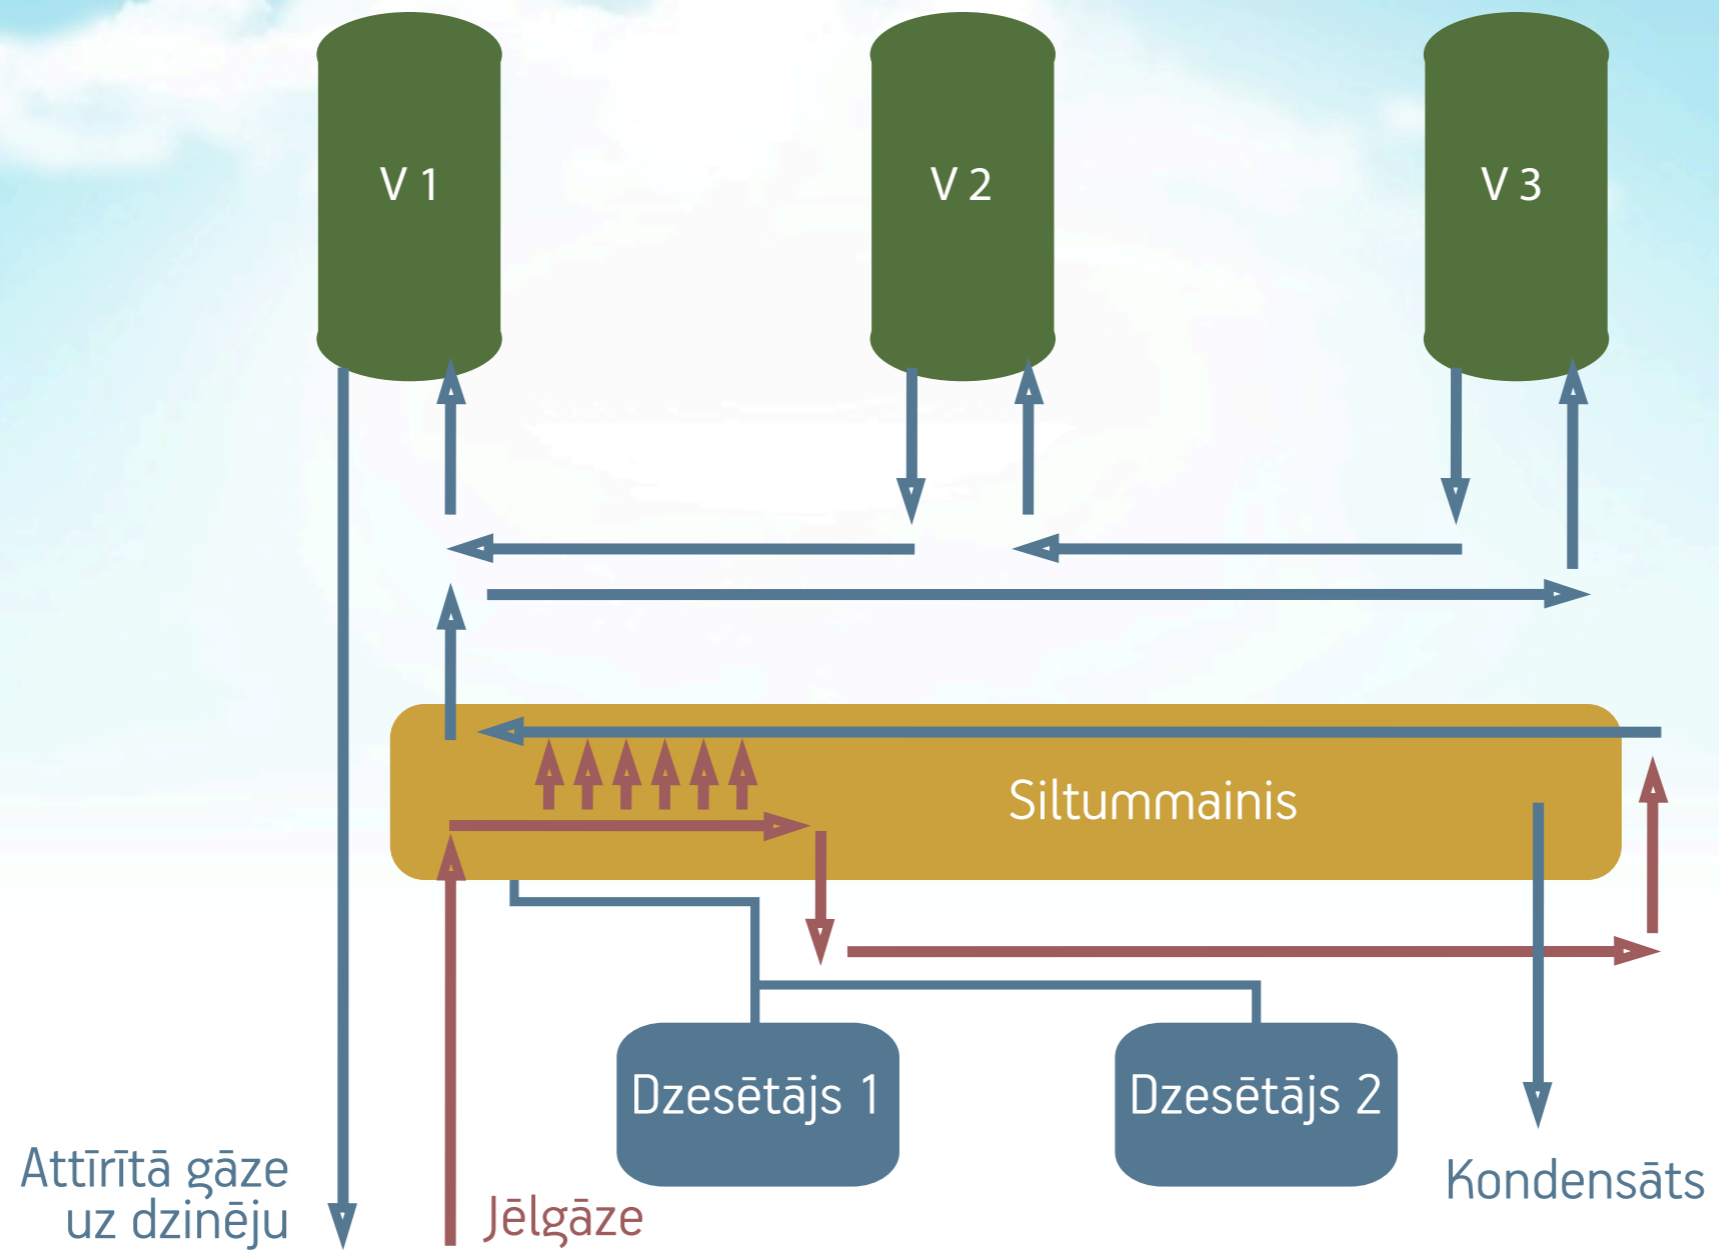 V 1
V 2
V 3
Siltummainis
Dzesētājs 1
Dzesētājs 2
Attīrītā gāze
uz dzinēju
Jēlgāze
Kondensāts